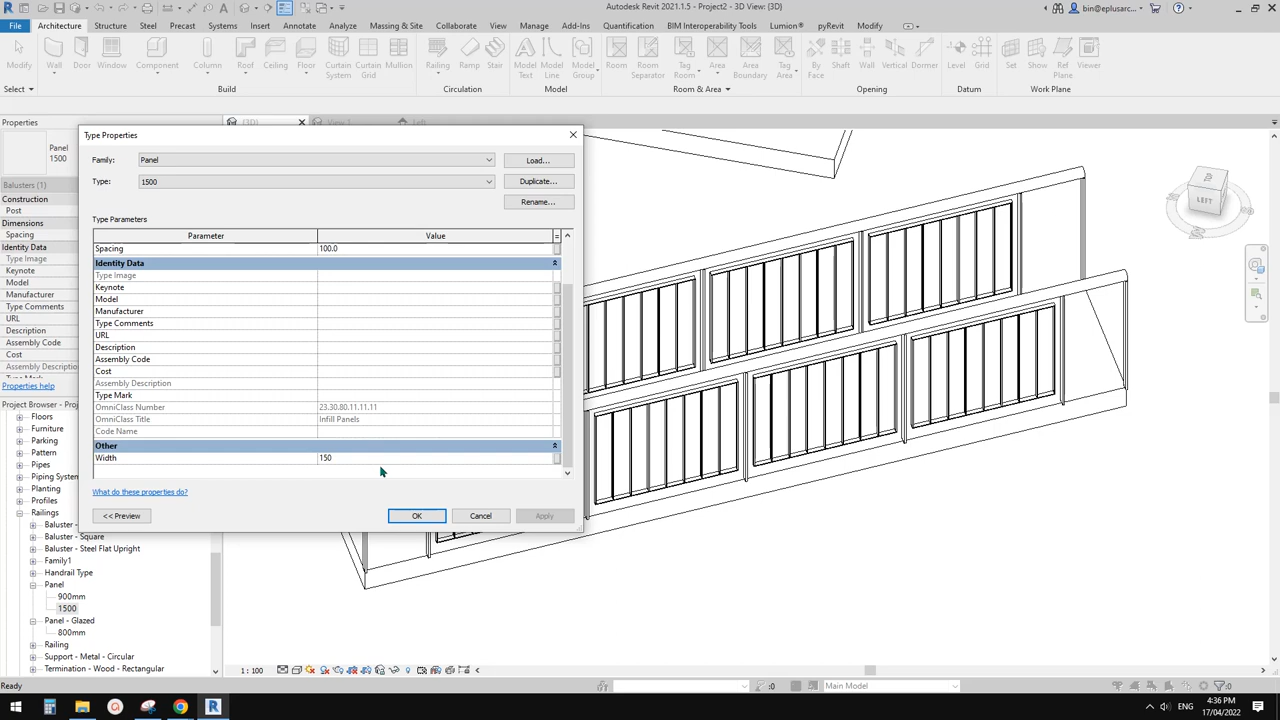 Autodesk Revit 2021.1.5 - Project2 - 3D View: {3D}
bin@eplusarc...
File Architecture Structure Steel Precast Systems Insert Annotate Analyze Massing & Site Collaborate View Manage Add-Ins Quantification BIM Interoperability Tools Lumion® pyRevit Modify
Modify Wall Door Window Component Column Roof Ceiling Floor Curtain System Curtain Grid Mullion Railing Ramp Stair Model Text Model Line Model Group Room Room Separator Tag Room Area Area Boundary Tag Area By Face Shaft Wall Vertical Dormer Level Grid Set Show Ref Plane Viewer
Select Build Circulation Model Room & Area Opening Datum Work Plane
Properties
{3D} View 1 Left
Panel
1500
Balusters (1)
Construction
Post
Dimensions
Spacing
Identity Data
Type Image
Keynote
Model
Manufacturer
Type Comments
URL
Description
Assembly Code
Cost
Assembly Description
Type Mark
Properties help
Type Properties
Family: Panel Load...
Type: 1500 Duplicate...
Rename...
Type Parameters
Parameter Value =
Spacing 100.0
Identity Data
Type Image
Keynote
Model
Manufacturer
Type Comments
URL
Description
Assembly Code
Cost
Assembly Description
Type Mark
OmniClass Number 23.30.80.11.11.11
OmniClass Title Infill Panels
Code Name
Other
Width 150
What do these properties do?
<< Preview OK Cancel Apply
LEFT
Project Browser - Project2
Floors
Furniture
Parking
Pattern
Pipes
Piping System
Planting
Profiles
Railings
Baluster -
Baluster - Square
Baluster - Steel Flat Upright
Family1
Handrail Type
Panel
900mm
1500
Panel - Glazed
800mm
Railing
Support - Metal - Circular
Termination - Wood - Rectangular
1 : 100
Ready
:0 Main Model :0
ENG
4:36 PM
17/04/2022